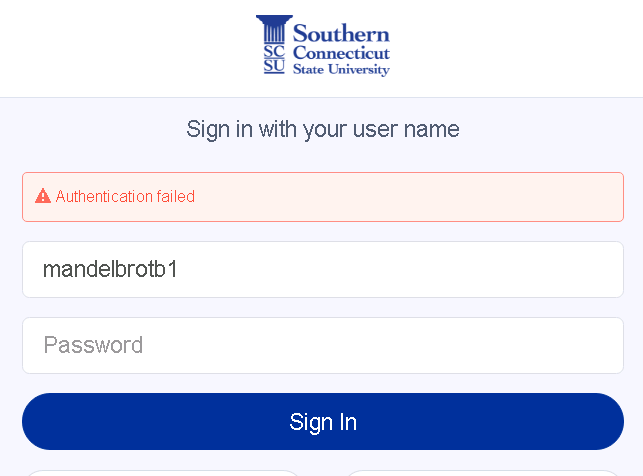 SC
SU
Southern
Connecticut
State University
Sign in with your user name
Authentication failed
mandelbrotb1
Password
Sign In